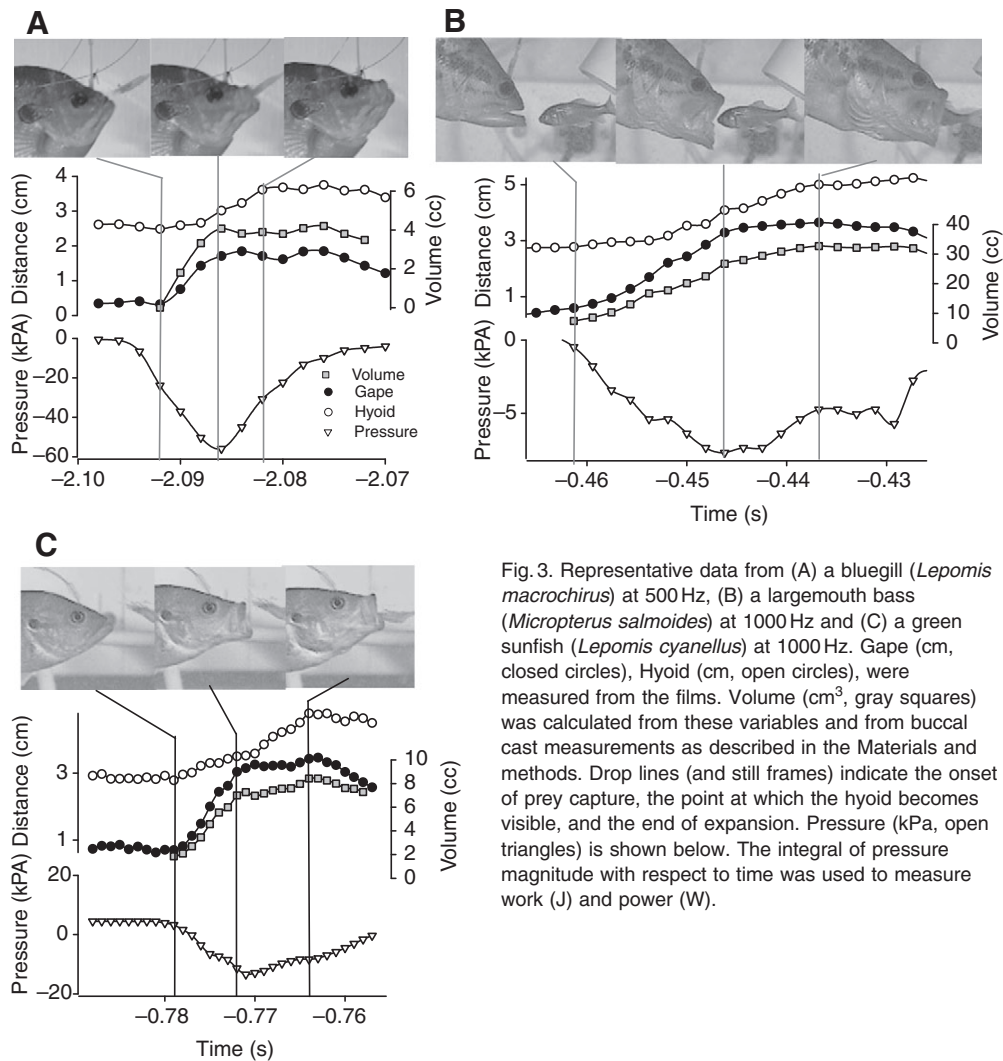 A
B
4
3
2
1
0
Distance (cm)
6
4
2
0
Volume (cc)
0
–20
–40
–60
Pressure (kPA)
Volume
Gape
Hyoid
Pressure
–2.10
–2.09
–2.08
–2.07
5
3
1
Distance (cm)
40
30
20
10
0
Volume (cc)
0
–5
Pressure (kPA)
–0.46
–0.45
–0.44
–0.43
Time (s)
C
3
1
Distance (cm)
10
8
6
4
2
0
Volume (cc)
20
0
–20
Pressure (kPA)
–0.78
–0.77
–0.76
Time (s)
Fig. 3. Representative data from (A) a bluegill (Lepomis
macrochirus) at 500 Hz, (B) a largemouth bass
(Micropterus salmoides) at 1000 Hz and (C) a green
sunfish (Lepomis cyanellus) at 1000 Hz. Gape (cm,
closed circles), Hyoid (cm, open circles), were
measured from the films. Volume (cm³, gray squares)
was calculated from these variables and from buccal
cast measurements as described in the Materials and
methods. Drop lines (and still frames) indicate the onset
of prey capture, the point at which the hyoid becomes
visible, and the end of expansion. Pressure (kPa, open
triangles) is shown below. The integral of pressure
magnitude with respect to time was used to measure
work (J) and power (W).